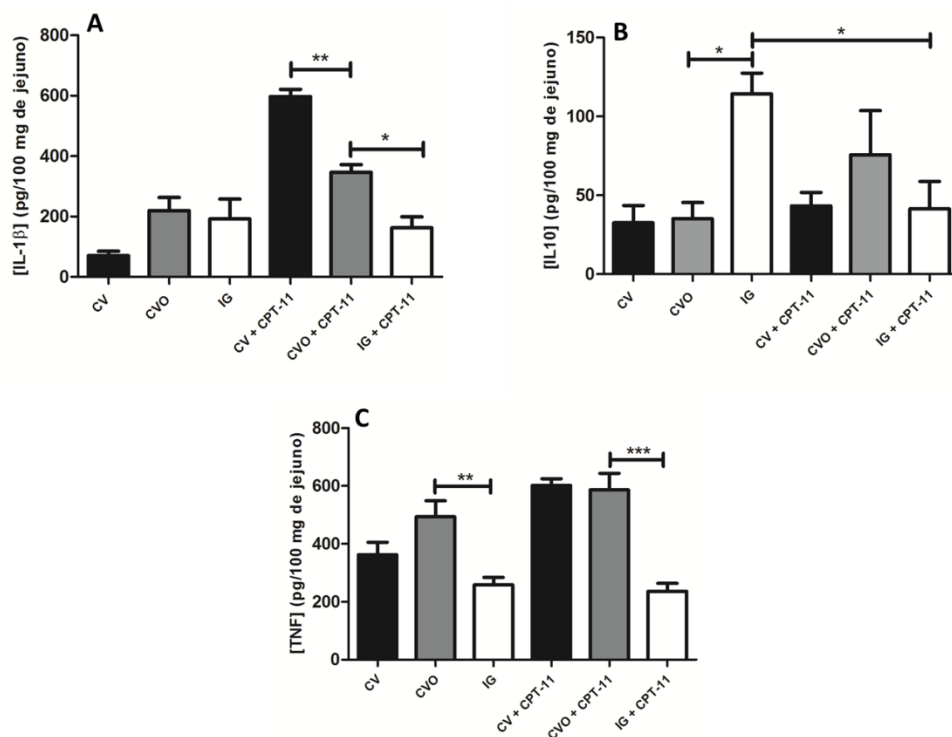 A
[IL-1β] (pg/100 mg de jejuno)
800
600
400
200
0
**
*
CV
CVO
IG
CV + CPT-11
CVO + CPT-11
IG + CPT-11
B
[IL10] (pg/100 mg de jejuno)
150
100
50
0
*
*
CV
CVO
IG
CV + CPT-11
CVO + CPT-11
IG + CPT-11
C
[TNF] (pg/100 mg de jejuno)
800
600
400
200
0
**
***
CV
CVO
IG
CV + CPT-11
CVO + CPT-11
IG + CPT-11